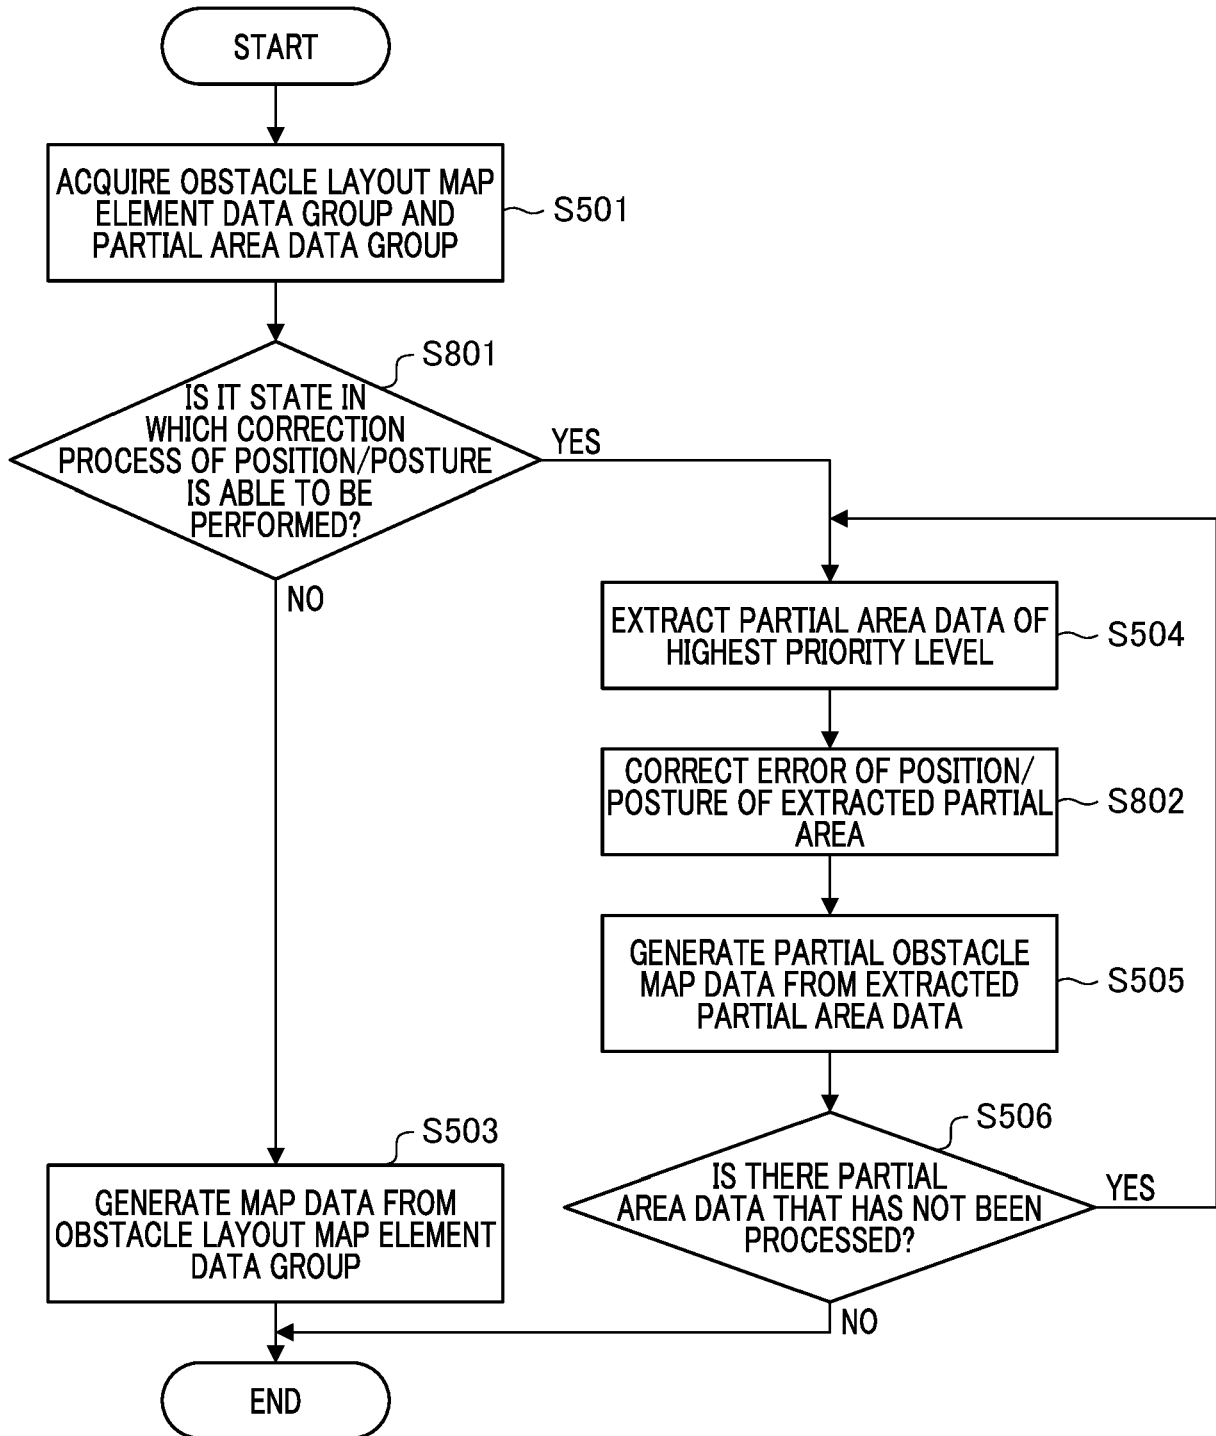 START
ACQUIRE OBSTACLE LAYOUT MAP
ELEMENT DATA GROUP AND
PARTIAL AREA DATA GROUP
S501
S801
IS IT STATE IN
WHICH CORRECTION
PROCESS OF POSITION/POSTURE
IS ABLE TO BE
PERFORMED?
YES
NO
EXTRACT PARTIAL AREA DATA OF
HIGHEST PRIORITY LEVEL
S504
CORRECT ERROR OF POSITION/
POSTURE OF EXTRACTED PARTIAL
AREA
S802
GENERATE PARTIAL OBSTACLE
MAP DATA FROM EXTRACTED
PARTIAL AREA DATA
S505
S506
IS THERE PARTIAL
AREA DATA THAT HAS NOT BEEN
PROCESSED?
YES
NO
S503
GENERATE MAP DATA FROM
OBSTACLE LAYOUT MAP ELEMENT
DATA GROUP
END